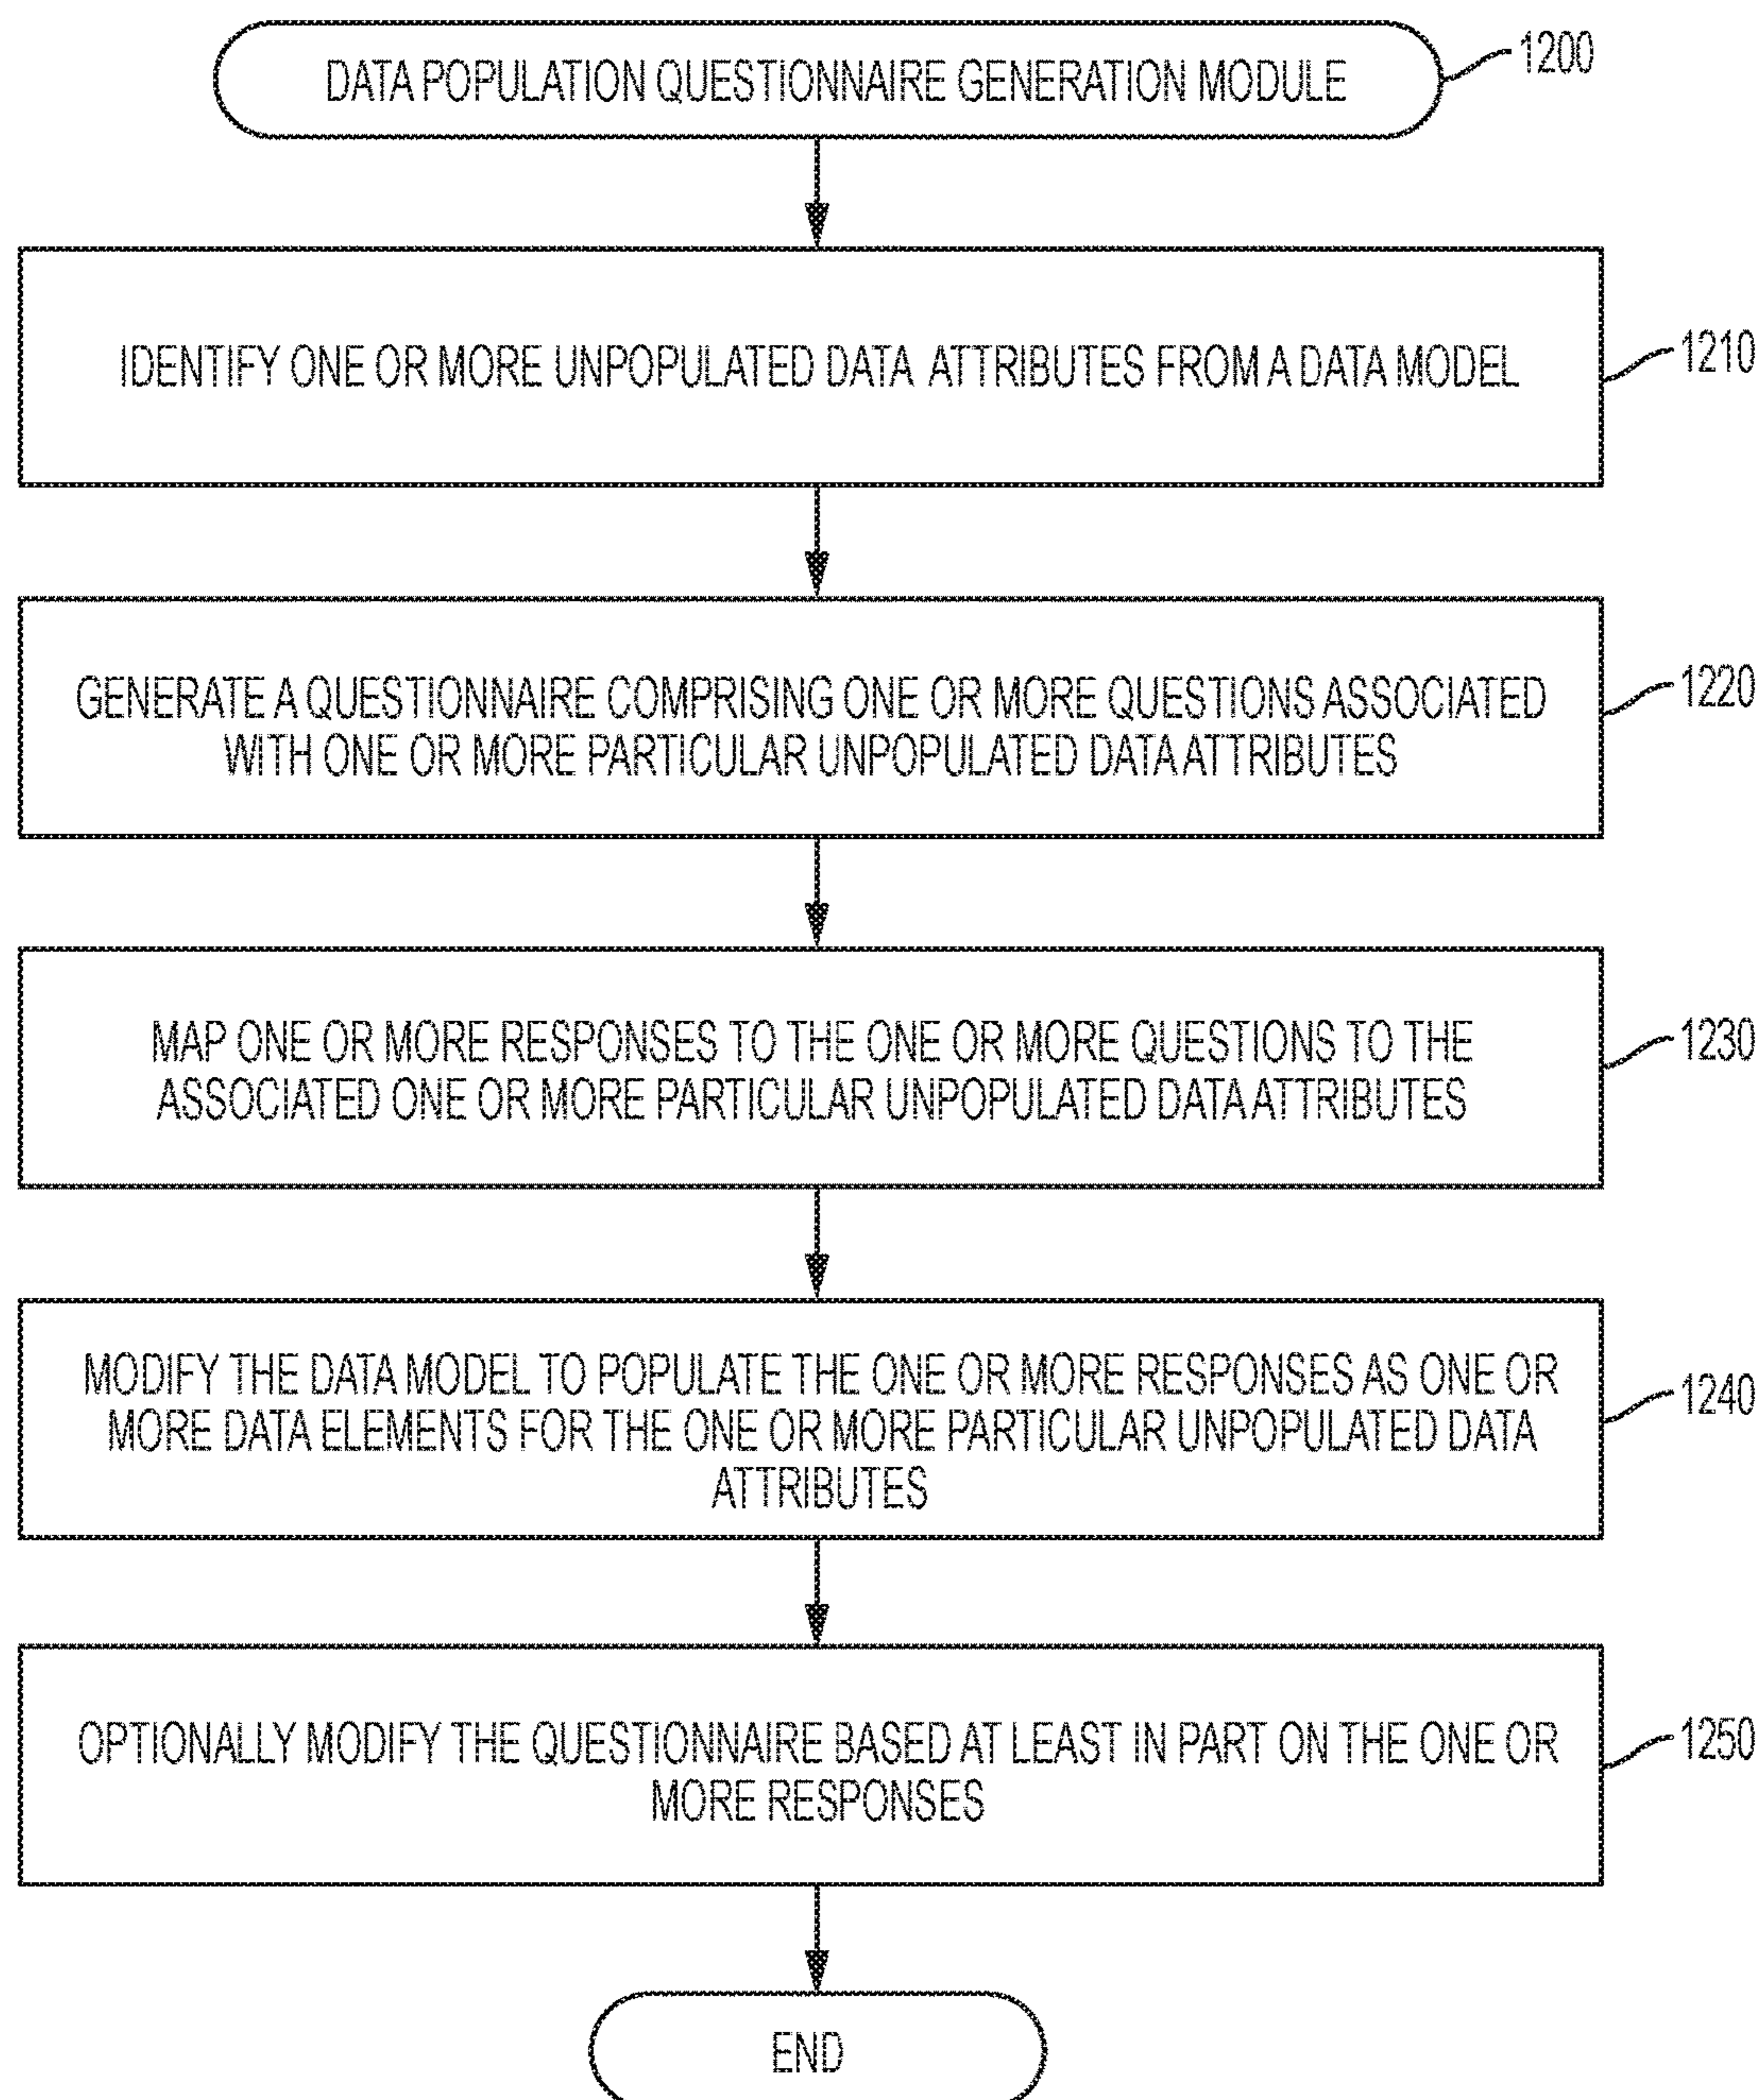 DATA POPULATION QUESTIONNAIRE GENERATION MODULE
1200
IDENTIFY ONE OR MORE UNPOPULATED DATA ATTRIBUTES FROM A DATA MODEL
1210
GENERATE A QUESTIONNAIRE COMPRISING ONE OR MORE QUESTIONS ASSOCIATED
WITH ONE OR MORE PARTICULAR UNPOPULATED DATA ATTRIBUTES
1220
MAP ONE OR MORE RESPONSES TO THE ONE OR MORE QUESTIONS TO THE
ASSOCIATED ONE OR MORE PARTICULAR UNPOPULATED DATA ATTRIBUTES
1230
MODIFY THE DATA MODEL TO POPULATE THE ONE OR MORE RESPONSES AS ONE OR
MORE DATA ELEMENTS FOR THE ONE OR MORE PARTICULAR UNPOPULATED DATA
ATTRIBUTES
1240
OPTIONALLY MODIFY THE QUESTIONNAIRE BASED AT LEAST IN PART ON THE ONE OR
MORE RESPONSES
1250
END